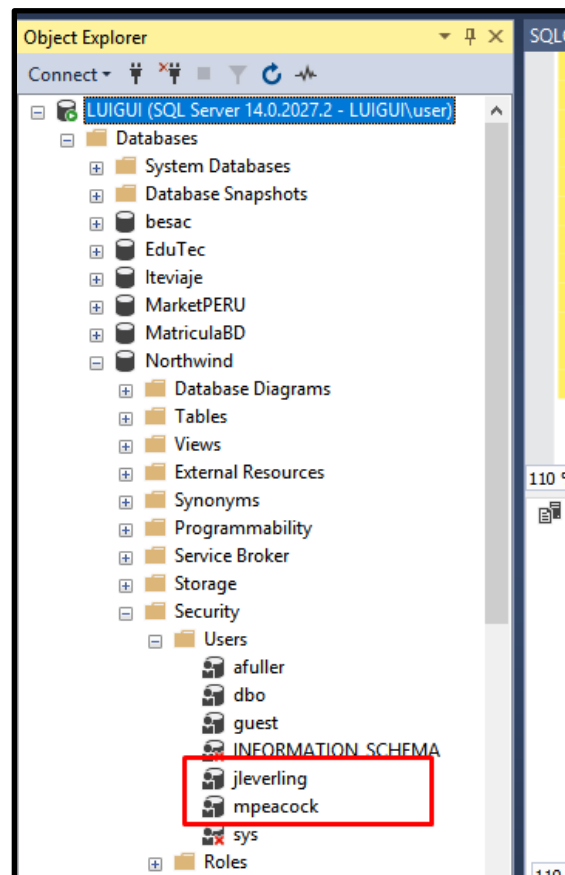 Object Explorer
SQL
Connect
LUIGUI (SQL Server 14.0.2027.2 - LUIGUI\user)
Databases
System Databases
Database Snapshots
besac
EduTec
Iteviaje
MarketPERU
MatriculaBD
Northwind
Database Diagrams
Tables
Views
External Resources
110
Synonyms
Programmability
Service Broker
Storage
Security
Users
afuller
dbo
guest
INFORMATION_SCHEMA
jleverling
mpeacock
sys
Roles